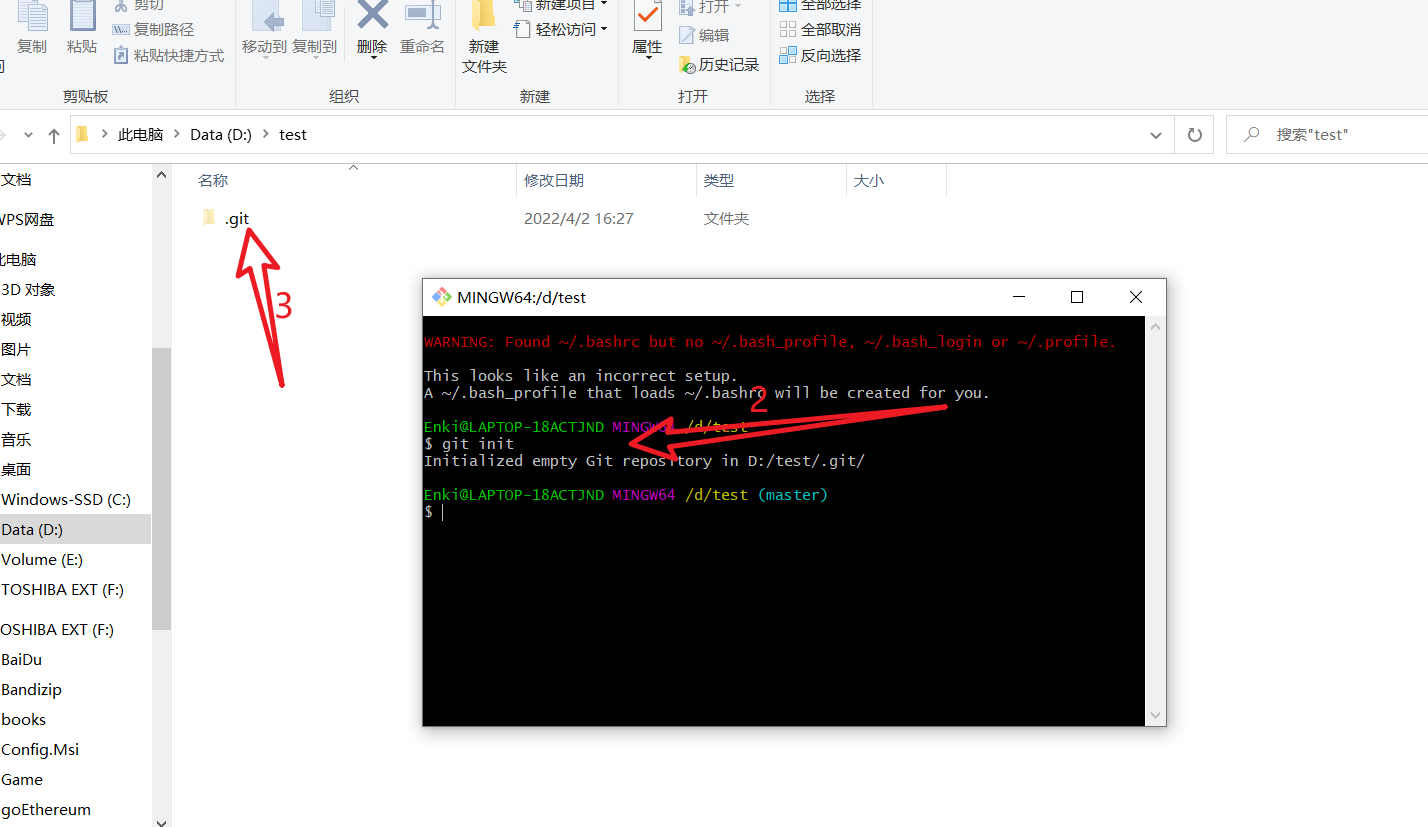 复制
粘贴
剪切
复制路径
粘贴快捷方式
剪贴板
移动到
复制到
删除
重命名
组织
新建
文件夹
新建项目
轻松访问
新建
属性
打开
编辑
历史记录
打开
全部选择
全部取消
反向选择
选择
此电脑
Data (D:)
test
搜索"test"
文档
WPS网盘
此电脑
3D 对象
视频
图片
文档
下载
音乐
桌面
Windows-SSD (C:)
Data (D:)
Volume (E:)
TOSHIBA EXT (F:)
OSHIBA EXT (F:)
BaiDu
Bandizip
books
Config.Msi
Game
goEthereum
名称
修改日期
类型
大小
.git
2022/4/2 16:27
文件夹
3
MINGW64:/d/test
WARNING: Found ~/.bashrc but no ~/.bash_profile, ~/.bash_login or ~/.profile.
This looks like an incorrect setup.
A ~/.bash_profile that loads ~/.bashrc will be created for you.
2
Enki@LAPTOP-18ACTJND MINGW64 /d/test
$ git init
Initialized empty Git repository in D:/test/.git/
Enki@LAPTOP-18ACTJND MINGW64 /d/test (master)
$